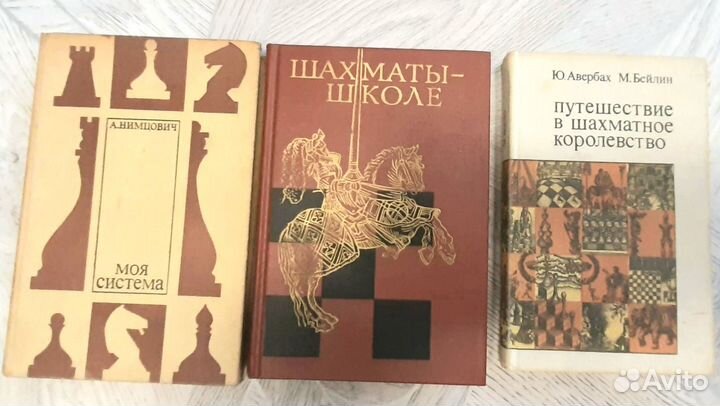 А. НИМЦОВИЧ
МОЯ
СИСТЕМА
ШАХМАТЫ-
ШКОЛЕ
Ю. Авербах М. Бейлин
путешествие
в шахматное
королевство
Avito